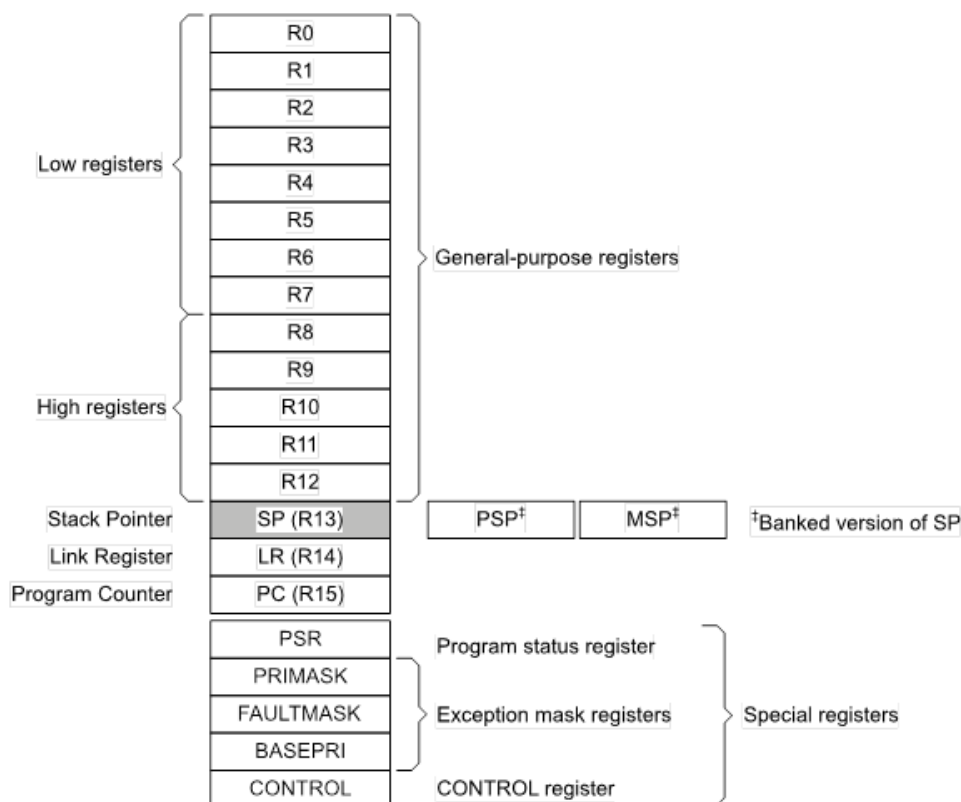 R0
R1
R2
R3
Low registers
R4
R5
R6
General-purpose registers
R7
R8
R9
High registers
R10
R11
R12
Stack Pointer SP (R13) PSP‡ MSP‡ ‡Banked version of SP
Link Register LR (R14)
Program Counter PC (R15)
PSR Program status register
PRIMASK
FAULTMASK Exception mask registers Special registers
BASEPRI
CONTROL CONTROL register